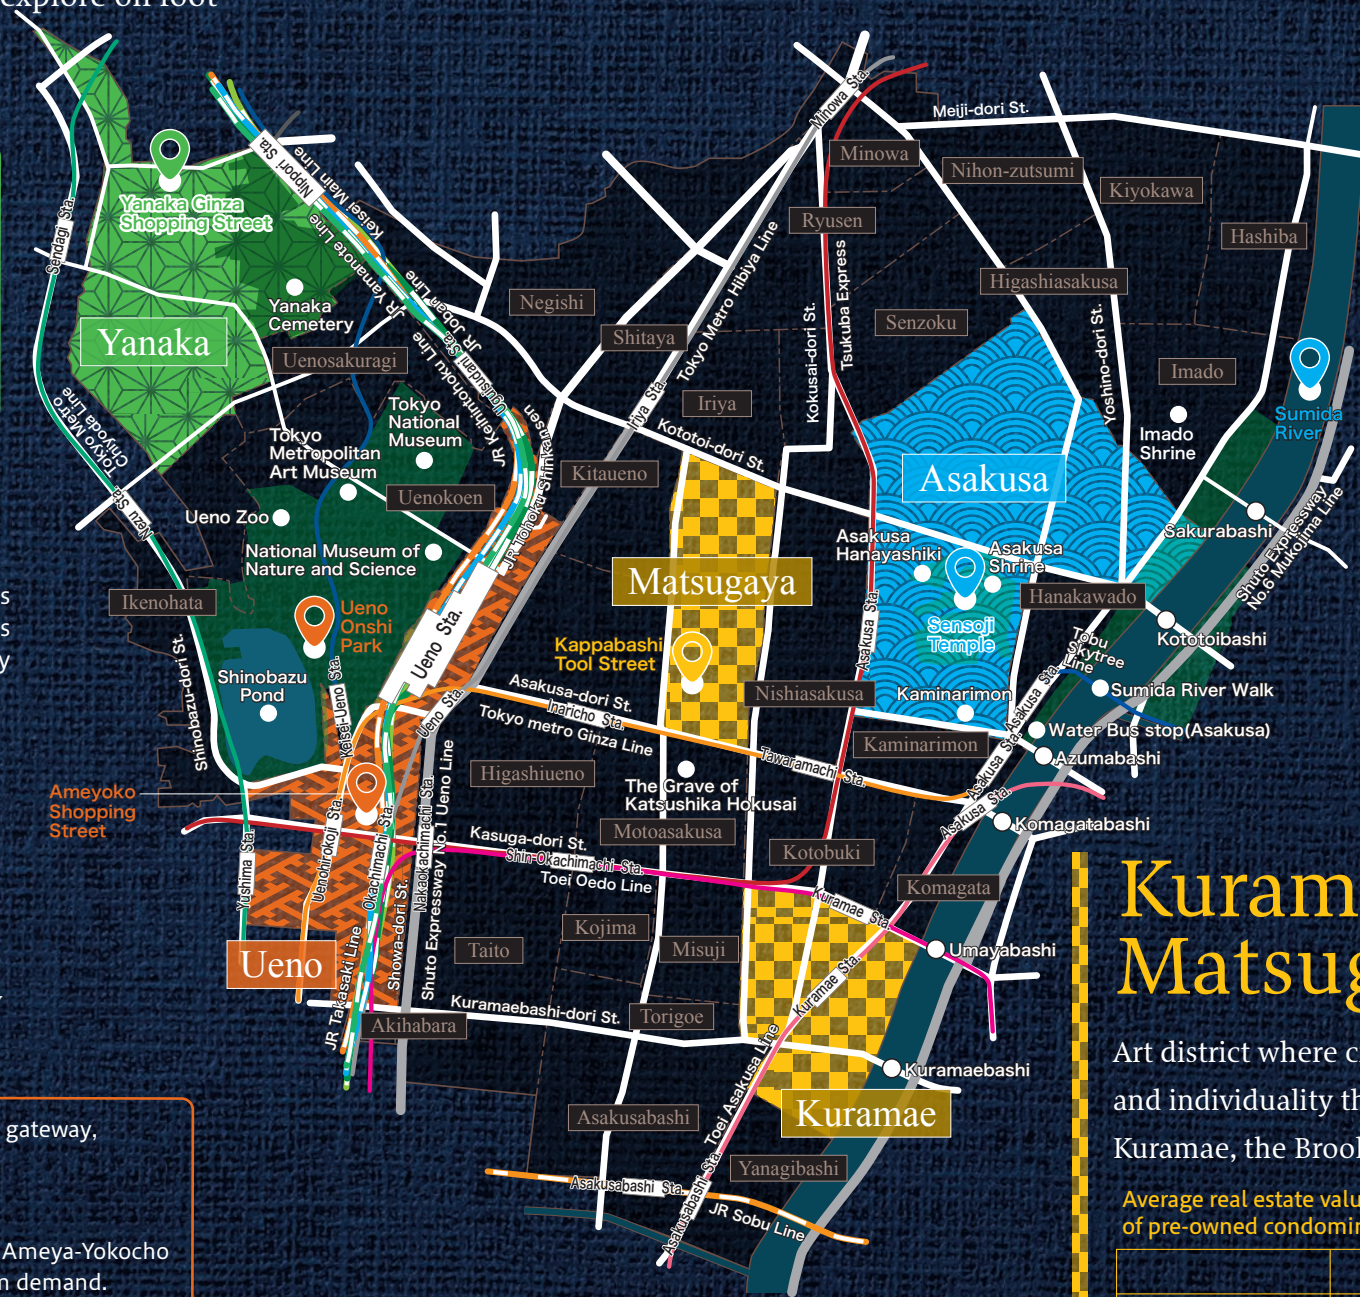 explore on foot
Minowa Sta.
Meiji-dori St.
Minowa
Nihon-zutsumi
Kiyokawa
Nippori Sta.
Keisei Main Line
Yanaka Ginza
Shopping Street
Sendagi Sta.
Ryusen
Hashiba
JR Yamanote Line
Tokyo Metro Hibiya Line
Tsukuba Express
Higashiasakusa
Yanaka
Cemetery
JR Joban Line
Negishi
Kokusai-dori St.
Senzoku
Yoshino-dori St.
Shitaya
Yanaka
Uenosakuragi
JR Keihintohoku Line
Uguisudani Sta.
Imado
Iriya Sta.
Iriya
Tokyo Metro
Chiyoda Line
Tokyo
National
Museum
Sumida
River
Tokyo
Metropolitan
Art Museum
Kototoi-dori St.
Imado
Shrine
JR Tohoku Shinkansen
Kitaueno
Asakusa
Uenokoen
Nezu Sta.
Ueno Zoo
Sakurabashi
Shuto Expressway
No.6 Mukojima Line
National Museum of
Nature and Science
Asakusa
Hanayashiki
Asakusa
Shrine
Matsugaya
Ikenohata
Hanakawado
Ueno
Onshi
Park
Ueno Sta.
Asakusa Sta.
Sensoji
Temple
Kototoibashi
Kappabashi
Tool Street
Tobu
Skytree
Line
Shinobazu-dori St.
Shinobazu
Pond
Keisei-Ueno Sta.
Ueno Sta.
Asakusa-dori St.
Inaricho Sta.
Tokyo metro Ginza Line
Nishiasakusa
Kaminarimon
Asakusa Sta.
Sumida River Walk
Water Bus stop(Asakusa)
Kaminarimon
Azumabashi
Tawaramachi Sta.
Asakusa Sta.
Higashiueno
The Grave of
Katsushika Hokusai
Ameyoko
Shopping
Street
Asakusa Sta.
Komagatabashi
Motoasakusa
Kasuga-dori St.
Shin-Okachimachi Sta.
Toei Oedo Line
Kotobuki
Yushima Sta.
Uenohirokoji Sta.
Okachimachi Sta.
Nakaokachimachi Sta.
Shuto Expressway No.1 Ueno Line
Showa-dori St.
Komagata
Kuramae Sta.
Kuram
Matsug
Kojima
Misuji
Umayabashi
Taito
Ueno
JR Takasaki Line
Kuramae Sta.
Kuramaebashi-dori St.
Torigoe
Akihabara
Art district where c
Kuramaebashi
and individuality th
Kuramae
Toei Asakusa Line
Asakusabashi
gateway,
Kuramae, the Brool
Yanagibashi
Asakusabashi Sta.
Asakusabashi Sta.
JR Sobu Line
Average real estate valu
of pre-owned condomin
Ameya-Yokocho
n demand.
s
s
y